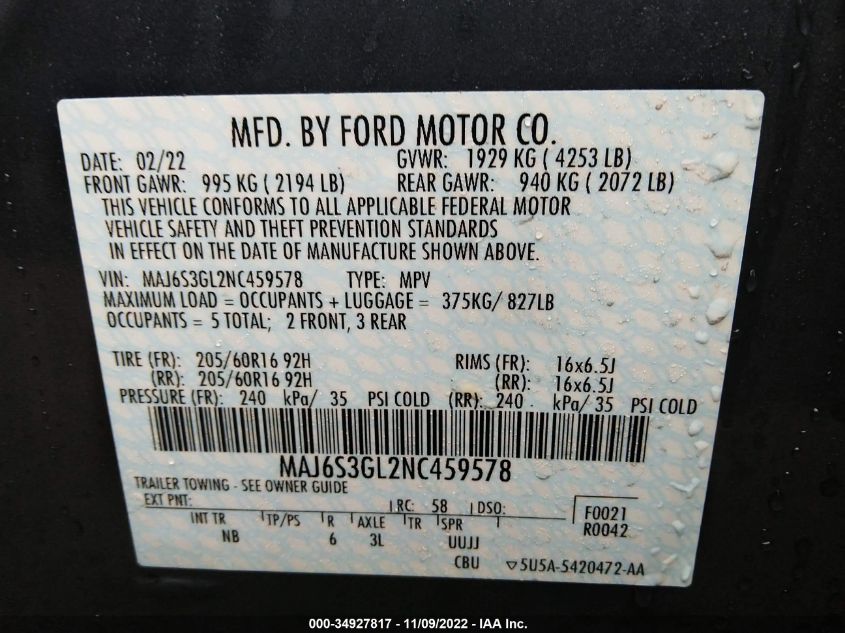 MFD. BY FORD MOTOR CO.
DATE: 02/22 GVWR: 1929 KG ( 4253 LB)
FRONT GAWR: 995 KG ( 2194 LB) REAR GAWR: 940 KG ( 2072 LB)
THIS VEHICLE CONFORMS TO ALL APPLICABLE FEDERAL MOTOR
VEHICLE SAFETY AND THEFT PREVENTION STANDARDS
IN EFFECT ON THE DATE OF MANUFACTURE SHOWN ABOVE.
VIN: MAJ6S3GL2NC459578 TYPE: MPV
MAXIMUM LOAD = OCCUPANTS + LUGGAGE = 375KG/ 827LB
OCCUPANTS = 5 TOTAL; 2 FRONT, 3 REAR
TIRE (FR): 205/60R16 92H RIMS (FR): 16x6.5J
(RR): 205/60R16 92H (RR): 16x6.5J
PRESSURE (FR): 240 kPa/ 35 PSI COLD (RR): 240 kPa/ 35 PSI COLD
MAJ6S3GL2NC459578
TRAILER TOWING - SEE OWNER GUIDE
EXT PNT: RC: 58 DSO: F0021
INT TR TP/PS R AXLE TR SPR R0042
NB 6 3L UUJJ
CBU 5U5A-5420472-AA
000-34927817 - 11/09/2022 - IAA Inc.